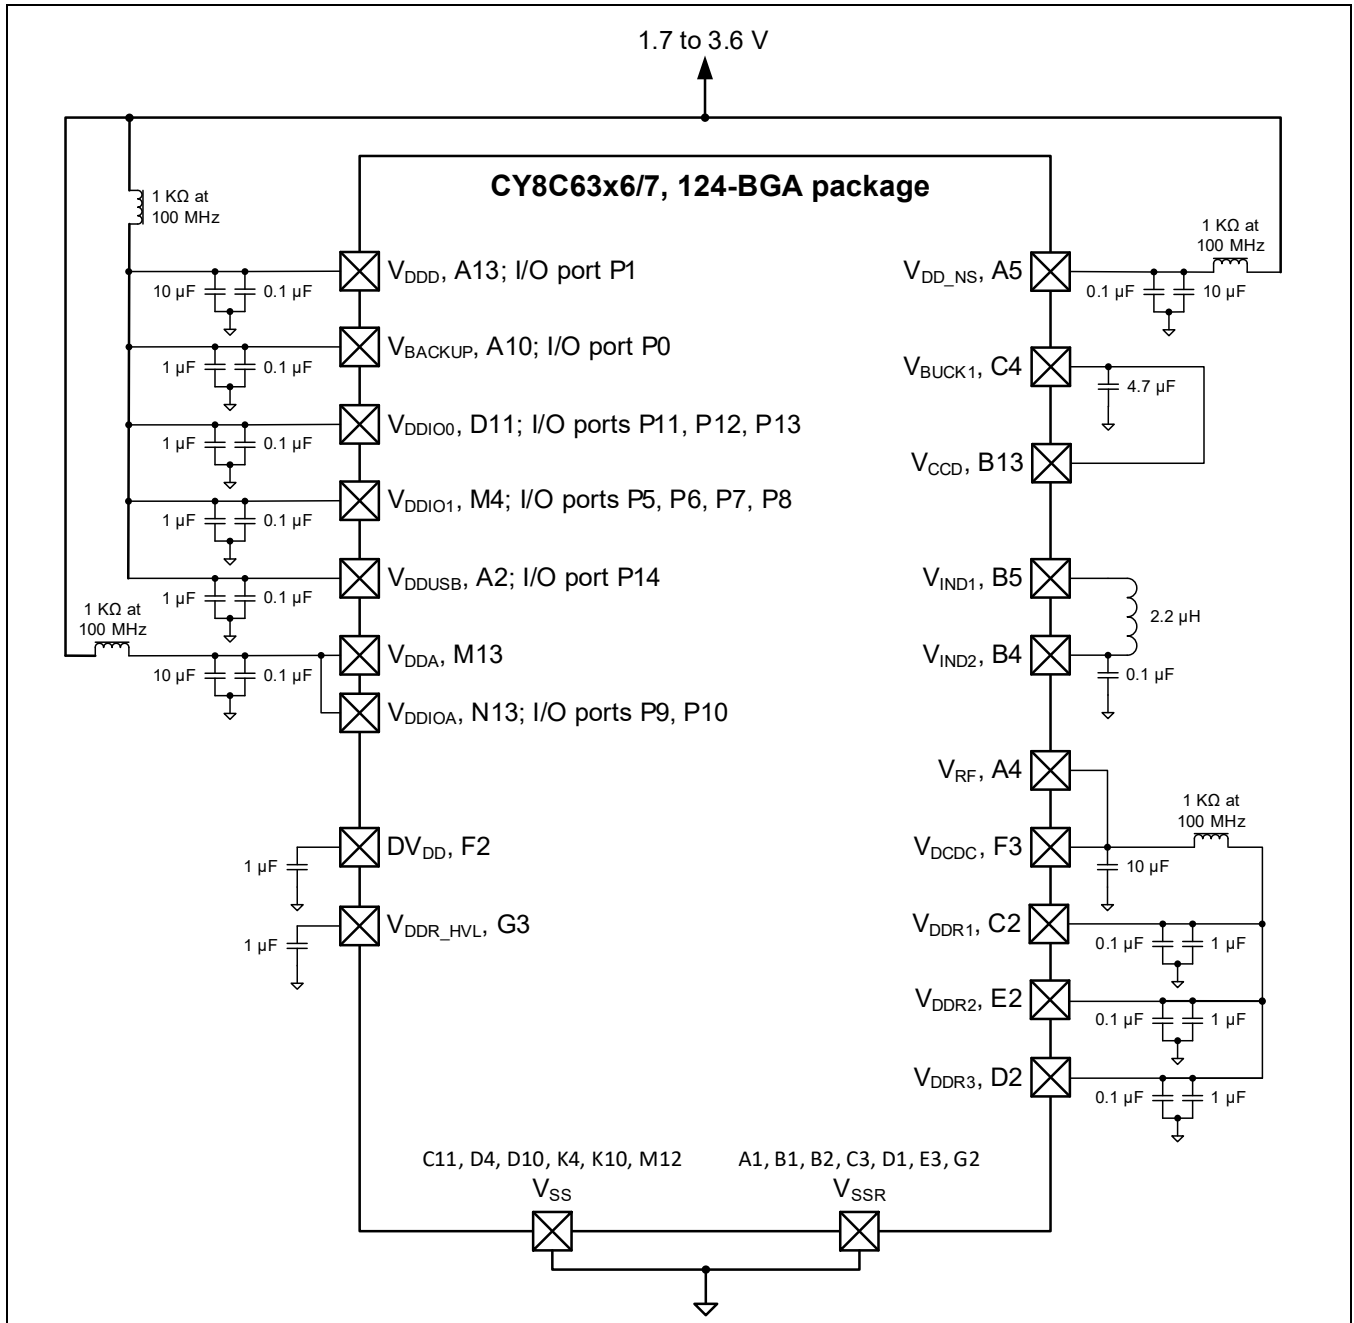 1.7 to 3.6 V
CY8C63x6/7, 124-BGA package
1 KΩ at
100 MHz
VDDD, A13; I/O port P1
10 µF
0.1 µF
VBACKUP, A10; I/O port P0
1 µF
0.1 µF
VDDIO0, D11; I/O ports P11, P12, P13
1 µF
0.1 µF
VDDIO1, M4; I/O ports P5, P6, P7, P8
1 µF
0.1 µF
VDDUSB, A2; I/O port P14
1 µF
0.1 µF
1 KΩ at
100 MHz
VDDA, M13
10 µF
0.1 µF
VDDIOA, N13; I/O ports P9, P10
DVDD, F2
1 µF
VDDR_HVL, G3
1 µF
1 KΩ at
100 MHz
VDD_NS, A5
0.1 µF
10 µF
VBUCK1, C4
4.7 µF
VCCD, B13
VIND1, B5
2.2 µH
VIND2, B4
0.1 µF
VRF, A4
1 KΩ at
100 MHz
VDCDC, F3
10 µF
VDDR1, C2
0.1 µF
1 µF
VDDR2, E2
0.1 µF
1 µF
VDDR3, D2
0.1 µF
1 µF
C11, D4, D10, K4, K10, M12
VSS
A1, B1, B2, C3, D1, E3, G2
VSSR